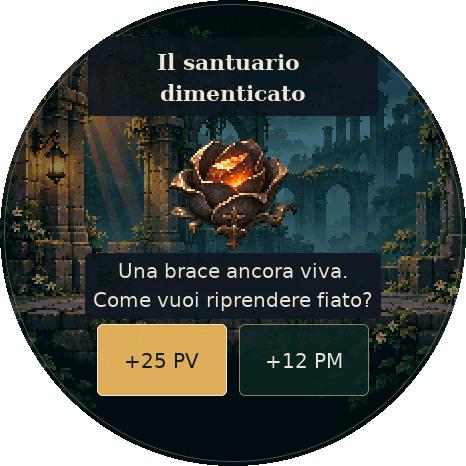 Il santuario
dimenticato
Una brace ancora viva.
Come vuoi riprendere fiato?
+25 PV
+12 PM